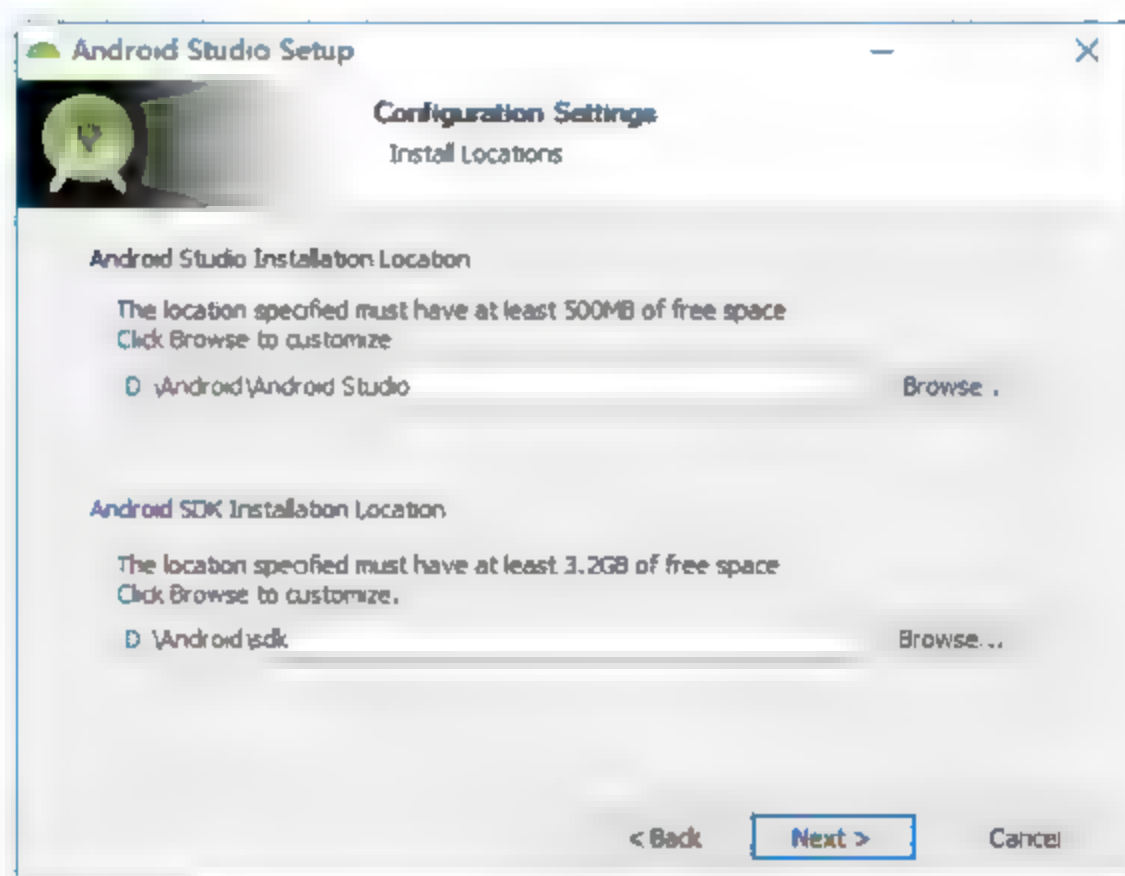 Android Studio Setup
Configuration Settings
Install Locations
Android Studio Installation Location
The location specified must have at least 500MB of free space
Click Browse to customize
D:\Android\Android Studio
Browse...
Android SDK Installation Location
The location specified must have at least 3.2GB of free space
Click Browse to customize.
D:\Android\sdk
Browse...
< Back
Next >
Cancel